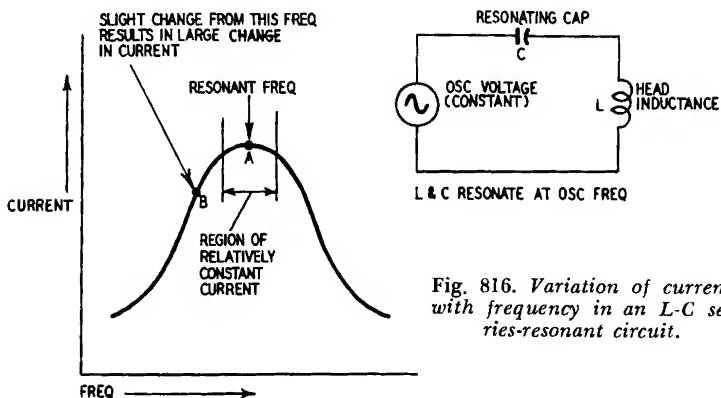 SLIGHT CHANGE FROM THIS FREQ
RESULTS IN LARGE CHANGE
IN CURRENT
RESONANT FREQ
A
B
CURRENT
REGION OF
RELATIVELY
CONSTANT
CURRENT
FREQ
RESONATING CAP
C
OSC VOLTAGE
(CONSTANT)
L
HEAD
INDUCTANCE
L & C RESONATE AT OSC FREQ
Fig. 816. Variation of curren
with frequency in an L-C se-
ries-resonant circuit.